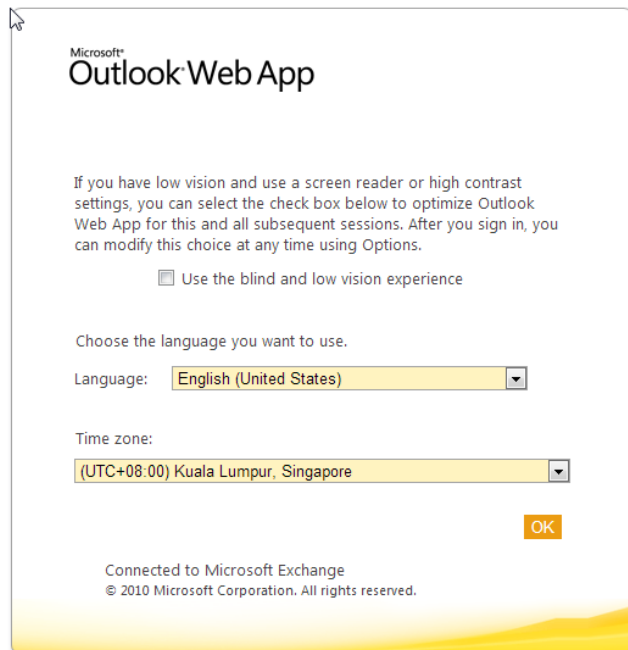 Microsoft®
Outlook® Web App
If you have low vision and use a screen reader or high contrast
settings, you can select the check box below to optimize Outlook
Web App for this and all subsequent sessions. After you sign in, you
can modify this choice at any time using Options.
Use the blind and low vision experience
Choose the language you want to use.
Language: English (United States)
Time zone:
(UTC+08:00) Kuala Lumpur, Singapore
OK
Connected to Microsoft Exchange
© 2010 Microsoft Corporation. All rights reserved.